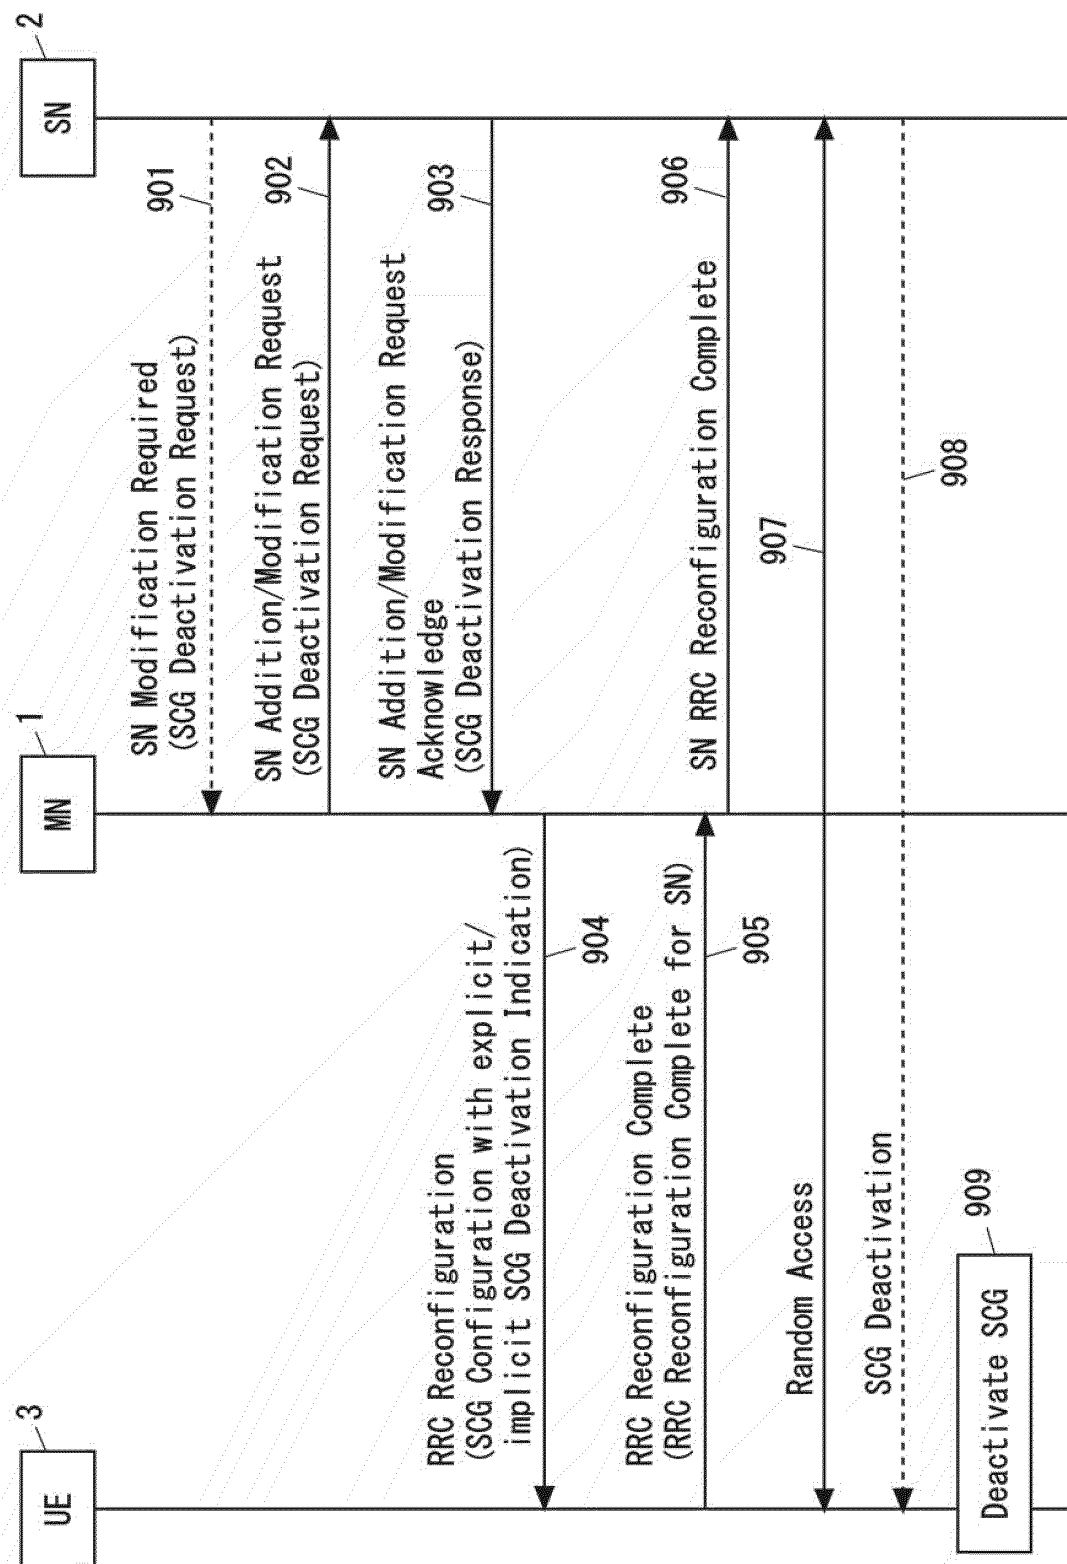 UE
3
MN
1
SN
2
SN Modification Required
(SCG Deactivation Request)
901
SN Addition/Modification Request
(SCG Deactivation Request)
902
SN Addition/Modification Request
Acknowledge
(SCG Deactivation Response)
903
RRC Reconfiguration
(SCG Configuration with explicit/
implicit SCG Deactivation Indication)
904
RRC Reconfiguration Complete
(RRC Reconfiguration Complete for SN)
905
SN RRC Reconfiguration Complete
906
Random Access
907
SCG Deactivation
908
Deactivate SCG
909